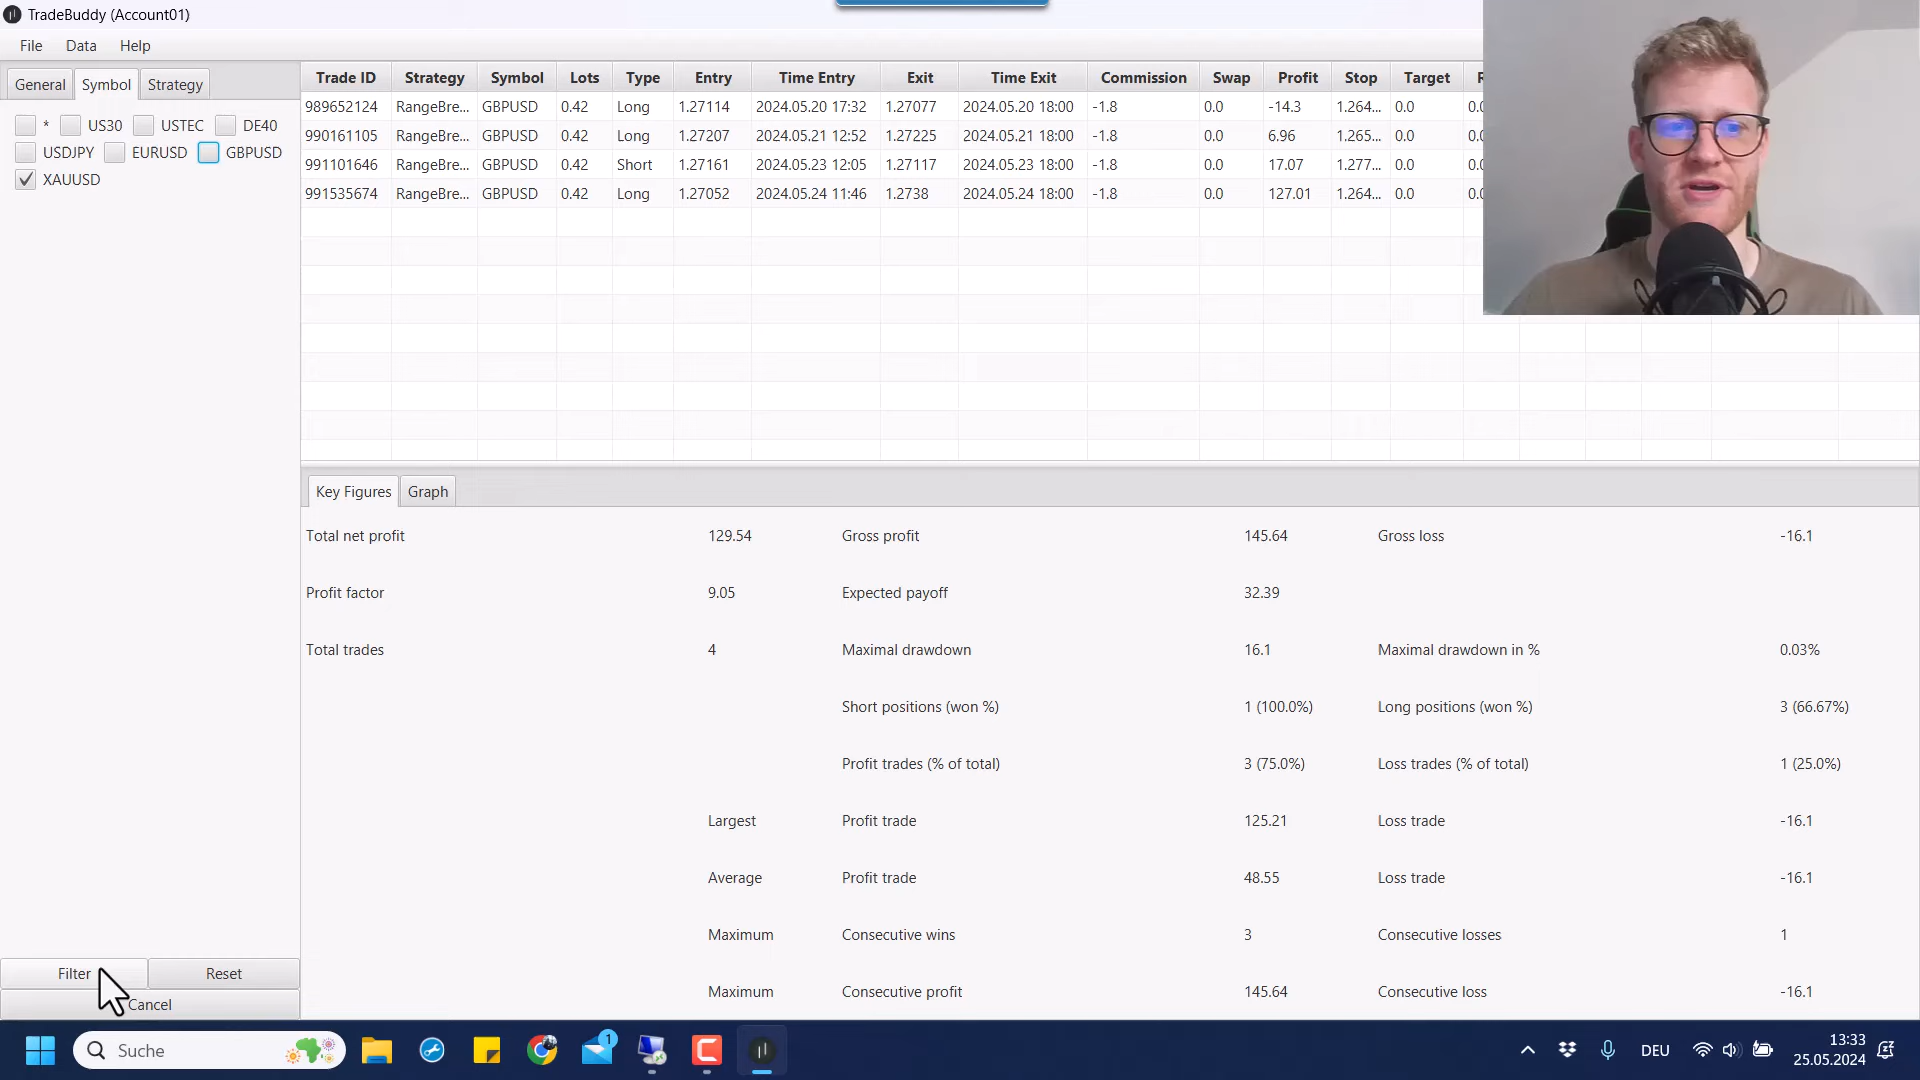 TradeBuddy (Account01)
File Data Help
General Symbol Strategy
* US30 USTEC DE40
USDJPY EURUSD GBPUSD
XAUUSD
Filter Reset
Cancel
Trade ID Strategy Symbol Lots Type Entry Time Entry Exit Time Exit Commission Swap Profit Stop Target
989652124 RangeBre... GBPUSD 0.42 Long 1.27114 2024.05.20 17:32 1.27077 2024.05.20 18:00 -1.8 0.0 -14.3 1.264... 0.0 0.0
990161105 RangeBre... GBPUSD 0.42 Long 1.27207 2024.05.21 12:52 1.27225 2024.05.21 18:00 -1.8 0.0 6.96 1.265... 0.0 0.0
991101646 RangeBre... GBPUSD 0.42 Short 1.27161 2024.05.23 12:05 1.27117 2024.05.23 18:00 -1.8 0.0 17.07 1.277... 0.0 0.0
991535674 RangeBre... GBPUSD 0.42 Long 1.27052 2024.05.24 11:46 1.2738 2024.05.24 18:00 -1.8 0.0 127.01 1.264... 0.0 0.0
Key Figures Graph
Total net profit 129.54 Gross profit 145.64 Gross loss -16.1
Profit factor 9.05 Expected payoff 32.39
Total trades 4 Maximal drawdown 16.1 Maximal drawdown in % 0.03%
Short positions (won %) 1 (100.0%) Long positions (won %) 3 (66.67%)
Profit trades (% of total) 3 (75.0%) Loss trades (% of total) 1 (25.0%)
Largest Profit trade 125.21 Loss trade -16.1
Average Profit trade 48.55 Loss trade -16.1
Maximum Consecutive wins 3 Consecutive losses 1
Maximum Consecutive profit 145.64 Consecutive loss -16.1
Suche 1 DEU 13:33
25.05.2024